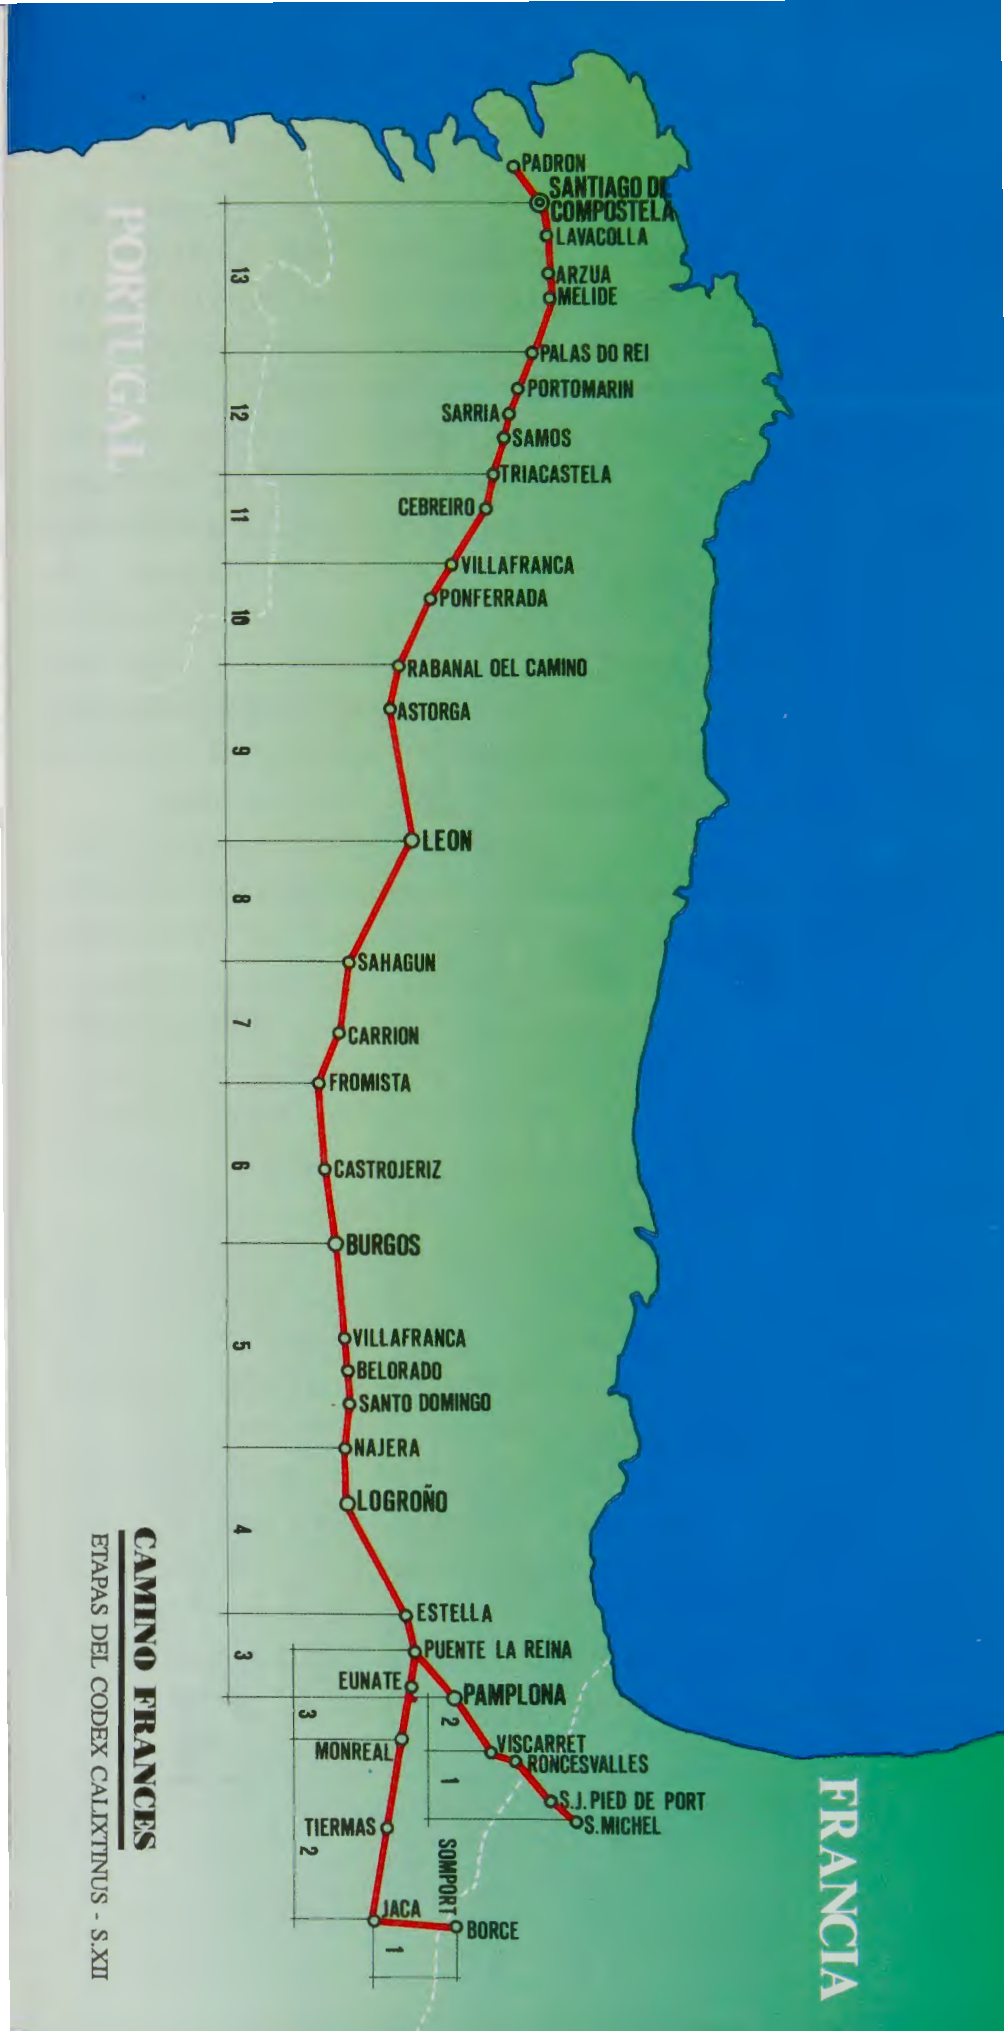 PADRON
SANTIAGO DE
COMPOSTELA
LAVACOLLA
ARZUA
MELIDE
PALAS DO REI
PORTOMARIN
SARRIA
SAMOS
TRIACASTELA
CEBREIRO
VILLAFRANCA
PONFERRADA
RABANAL DEL CAMINO
ASTORGA
LEON
SAHAGUN
CARRION
FROMISTA
CASTROJERIZ
BURGOS
VILLAFRANCA
BELORADO
SANTO DOMINGO
NAJERA
LOGROÑO
ESTELLA
PUENTE LA REINA
EUNATE
PAMPLONA
MONREAL
VISCARRET
RONCESVALLES
S.J.PIED DE PORT
S.MICHEL
TIERMAS
SOMPORT
JACA
BORCE
13
12
11
10
9
8
7
6
5
4
3
3
2
1
2
1
PORTUGAL
FRANCIA
CAMINO FRANCES
ETAPAS DEL CODEX CALIXTINUS - S.XII